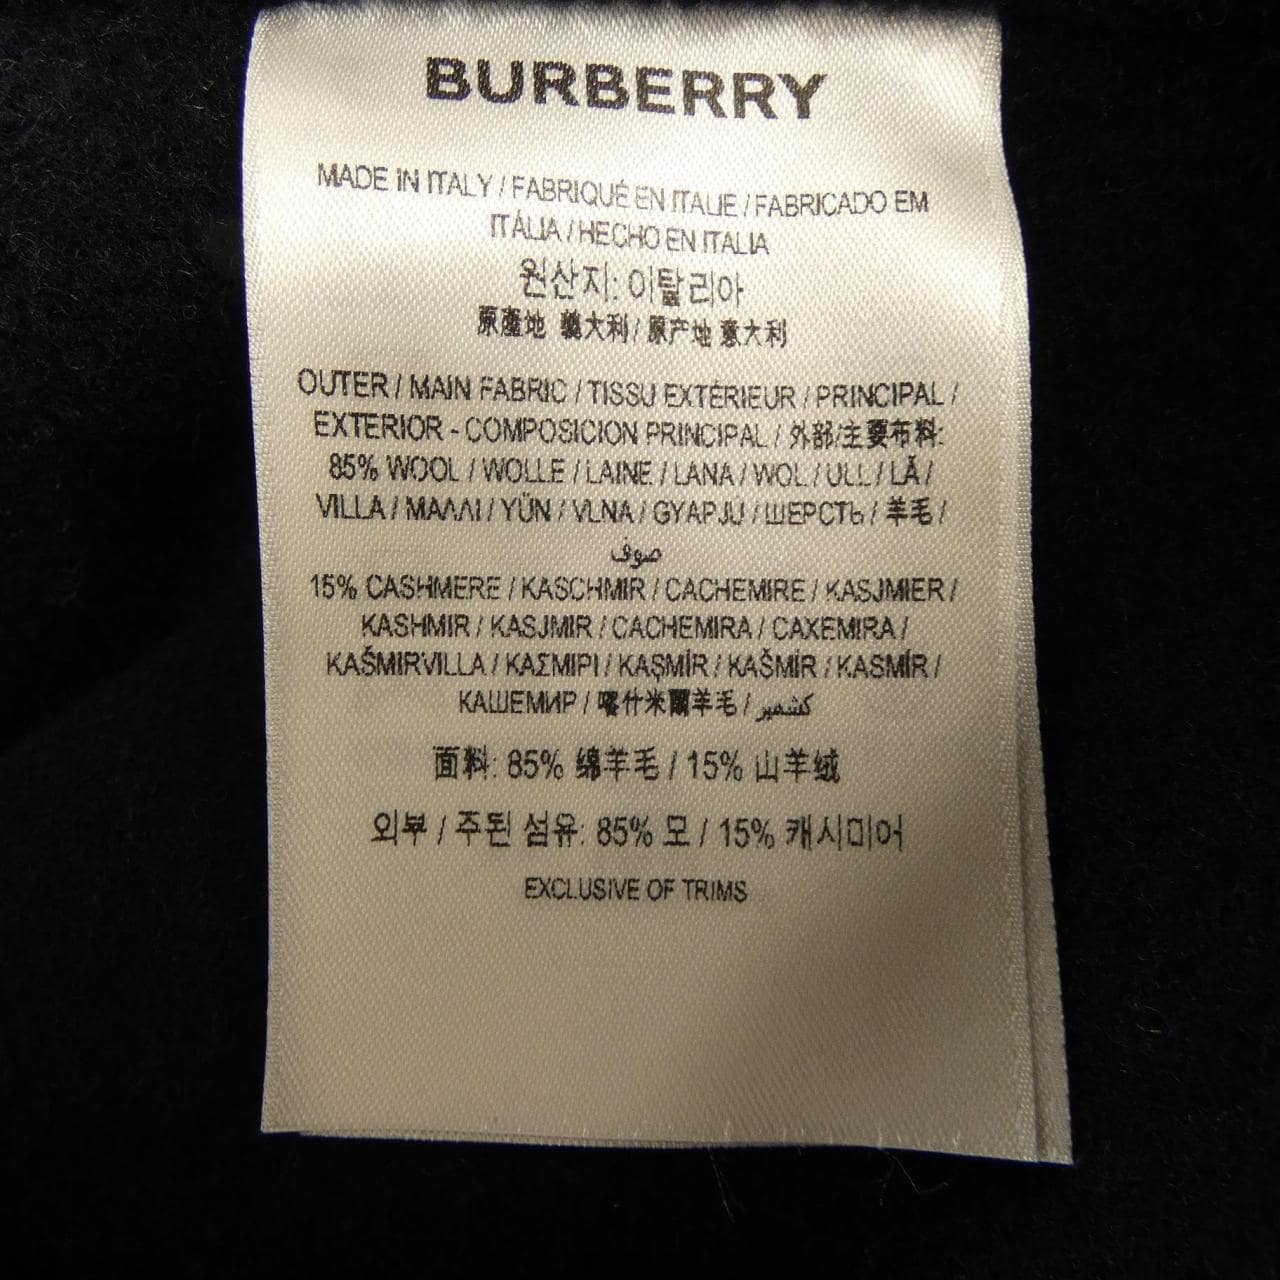 BURBERRY
MADE IN ITALY / FABRIQUÉ EN ITALIE / FABRICADO EM
ITÁLIA / HECHO EN ITALIA
원산지: 이탈리아
原產地 義大利 / 原产地 意大利
OUTER / MAIN FABRIC / TISSU EXTÉRIEUR / PRINCIPAL /
EXTERIOR - COMPOSICION PRINCIPAL / 外部/主要布料:
85% WOOL / WOLLE / LAINE / LANA / WOL / ULL / LÃ /
VILLA / ΜΑΛΛΙ / YÜN / VLNA / GYAPJU / ШЕРСТЬ / 羊毛 /
صوف
15% CASHMERE / KASCHMIR / CACHEMIRE / KASJMIER /
KASHMIR / KASJMIR / CACHEMIRA / CAXEMIRA /
KAŠMIRVILLA / ΚΑΣΜΙΡΙ / KAŞMİR / KAŠMÍR / KASMÍR /
КАШЕМИР / 喀什米爾羊毛 / كشمير
面料: 85% 绵羊毛 / 15% 山羊绒
외부 / 주된 섬유: 85% 모 / 15% 캐시미어
EXCLUSIVE OF TRIMS